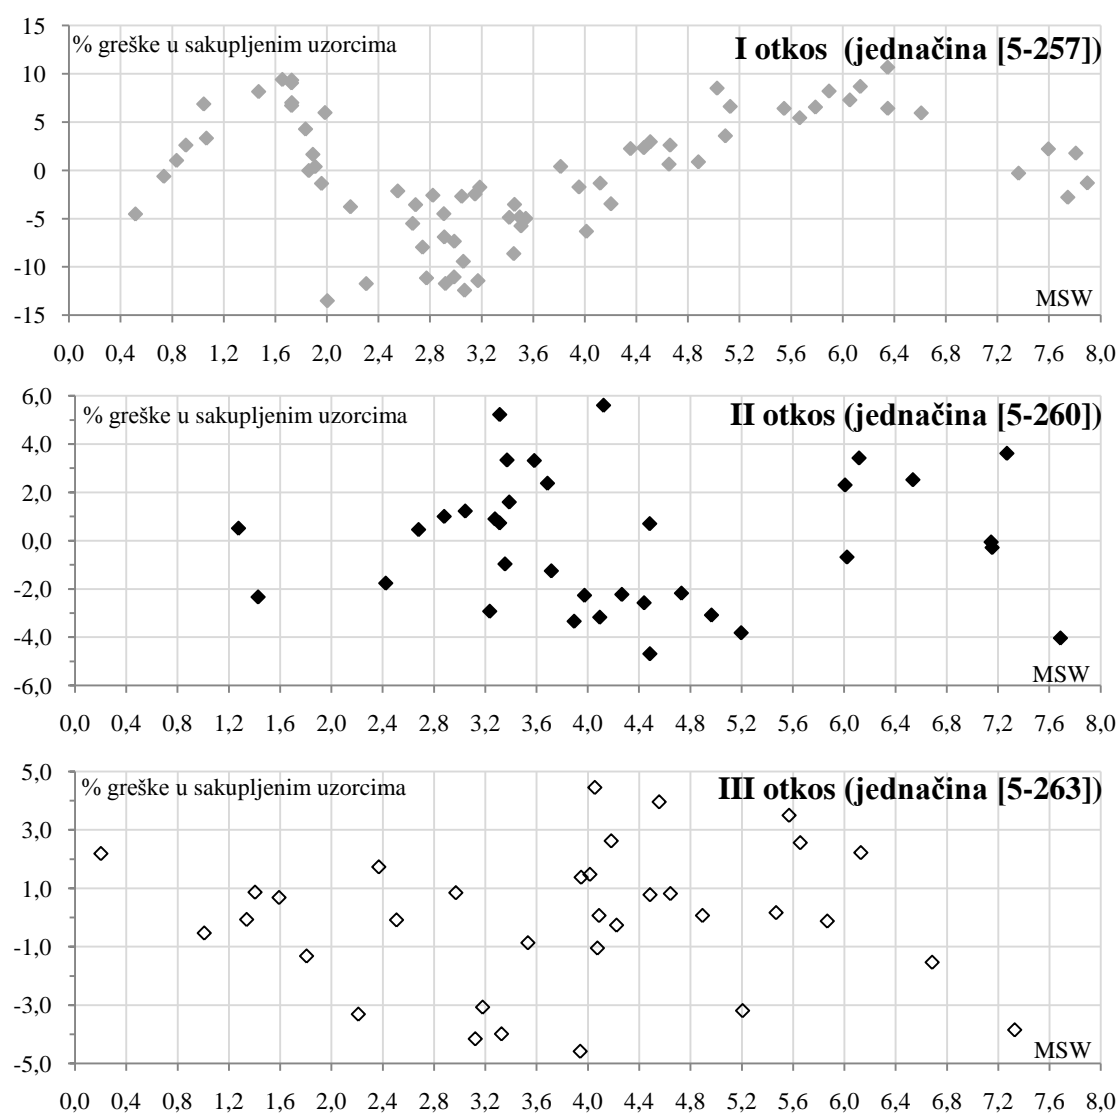 15
% greške u sakupljenim uzorcima
I otkos (jednačina [5-257])
10
5
0
-5
-10
MSW
-15
0,0 0,4 0,8 1,2 1,6 2,0 2,4 2,8 3,2 3,6 4,0 4,4 4,8 5,2 5,6 6,0 6,4 6,8 7,2 7,6 8,0
6,0
% greške u sakupljenim uzorcima
II otkos (jednačina [5-260])
4,0
2,0
0,0
-2,0
-4,0
MSW
-6,0
0,0 0,4 0,8 1,2 1,6 2,0 2,4 2,8 3,2 3,6 4,0 4,4 4,8 5,2 5,6 6,0 6,4 6,8 7,2 7,6 8,0
5,0
% greške u sakupljenim uzorcima
III otkos (jednačina [5-263])
3,0
1,0
-1,0
-3,0
MSW
-5,0
0,0 0,4 0,8 1,2 1,6 2,0 2,4 2,8 3,2 3,6 4,0 4,4 4,8 5,2 5,6 6,0 6,4 6,8 7,2 7,6 8,0